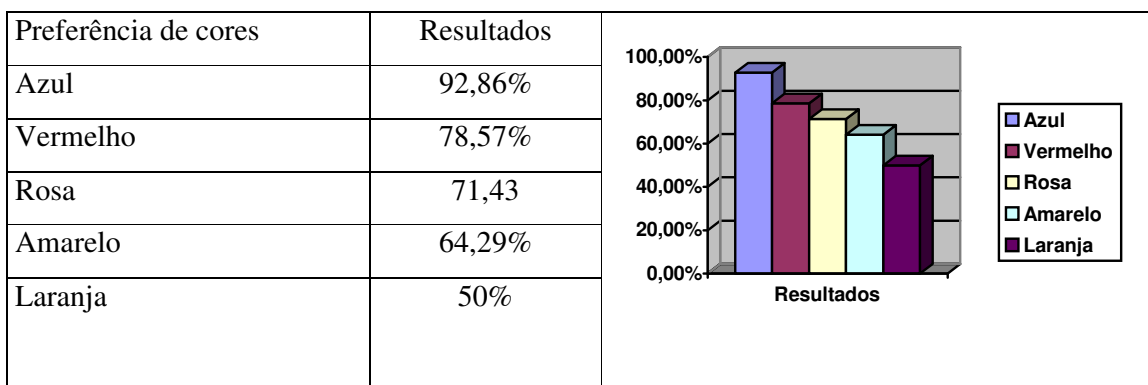 Preferência de cores Resultados
Azul 92,86%
Vermelho 78,57%
Rosa 71,43
Amarelo 64,29%
Laranja 50%
100,00%
80,00%
60,00%
40,00%
20,00%
0,00%
Resultados
Azul
Vermelho
Rosa
Amarelo
Laranja